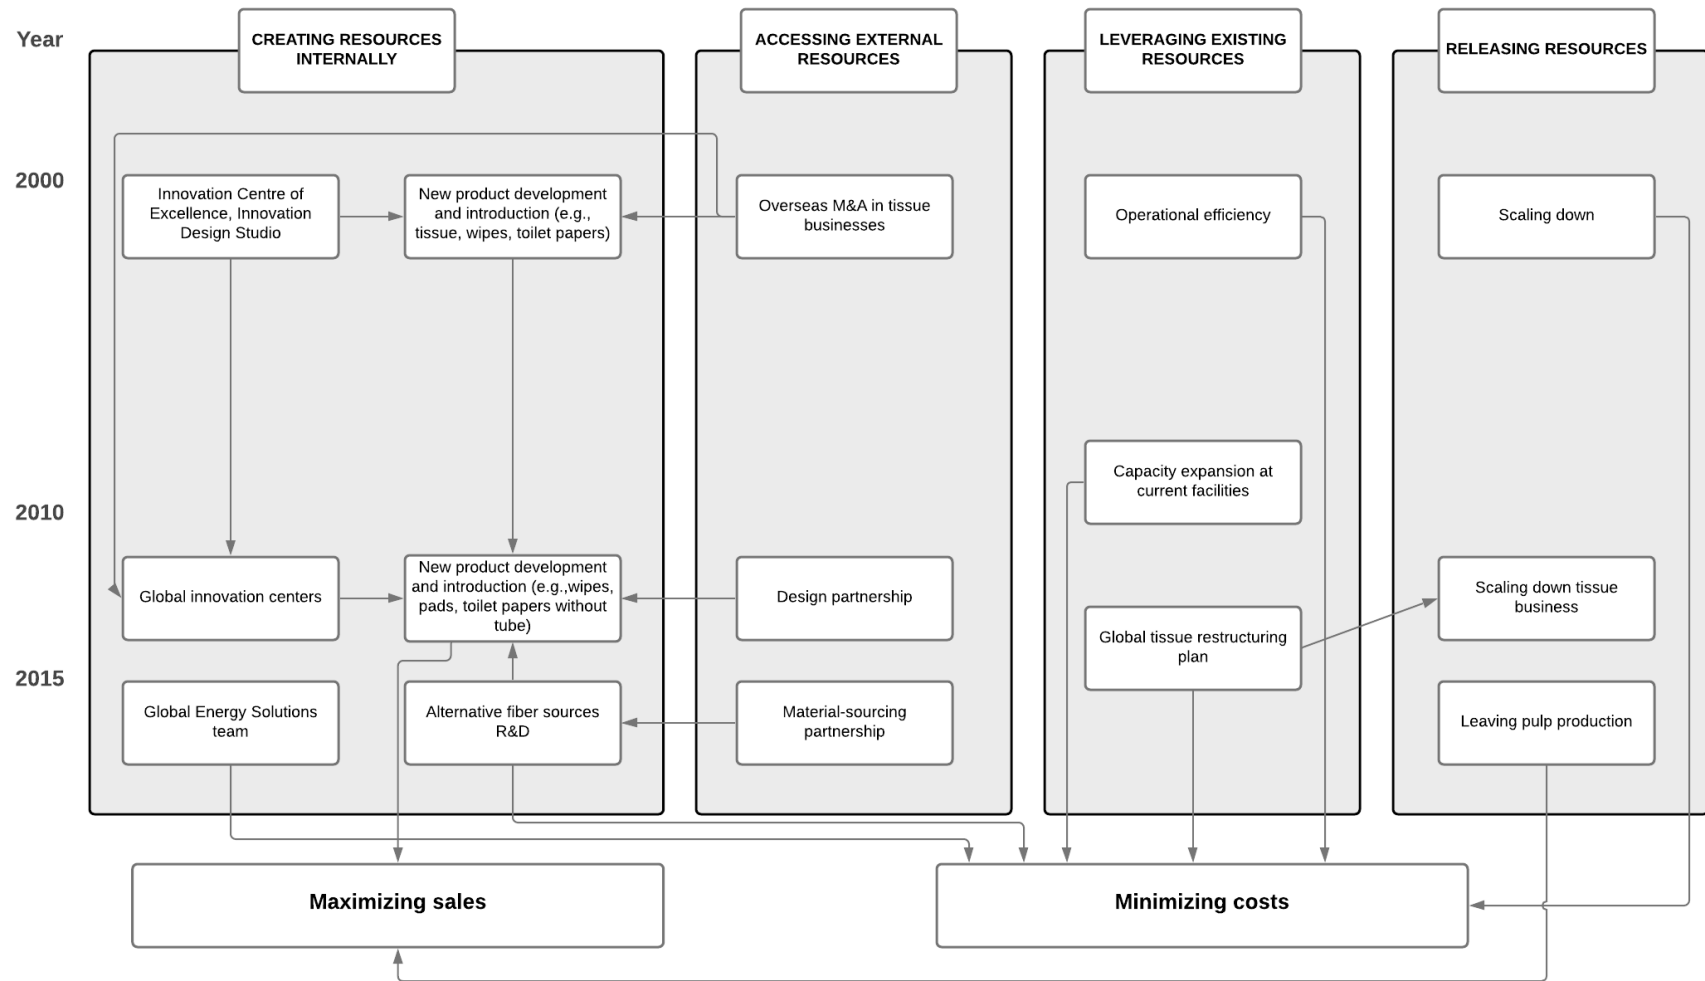 Year
CREATING RESOURCES
INTERNALLY
ACCESSING EXTERNAL
RESOURCES
LEVERAGING EXISTING
RESOURCES
RELEASING RESOURCES
2000
Innovation Centre of
Excellence, Innovation
Design Studio
New product development
and introduction (e.g.,
tissue, wipes, toilet papers)
Overseas M&A in tissue
businesses
Operational efficiency
Scaling down
Capacity expansion at
current facilities
2010
Global innovation centers
New product development
and introduction (e.g.,wipes,
pads, toilet papers without
tube)
Design partnership
Scaling down tissue
business
Global tissue restructuring
plan
2015
Global Energy Solutions
team
Alternative fiber sources
R&D
Material-sourcing
partnership
Leaving pulp production
Maximizing sales
Minimizing costs